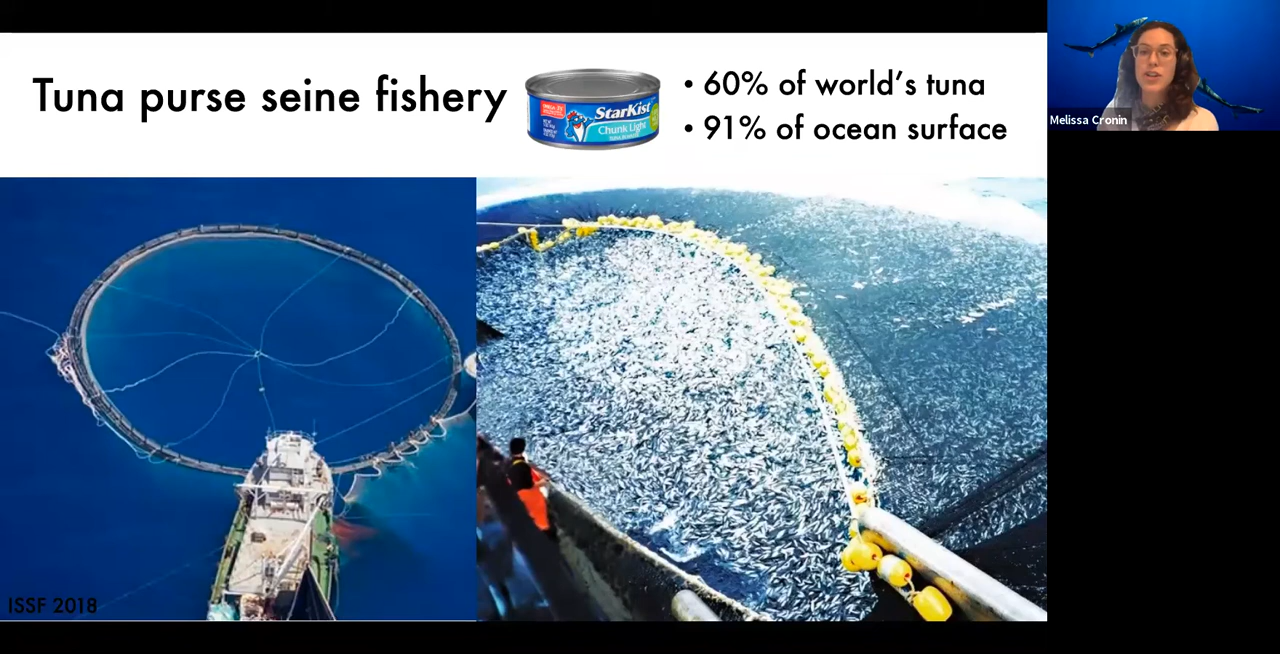 Tuna purse seine fishery
StarKist
Chunk Light
• 60% of world's tuna
• 91% of ocean surface
Melissa Cronin
ISSF 2018